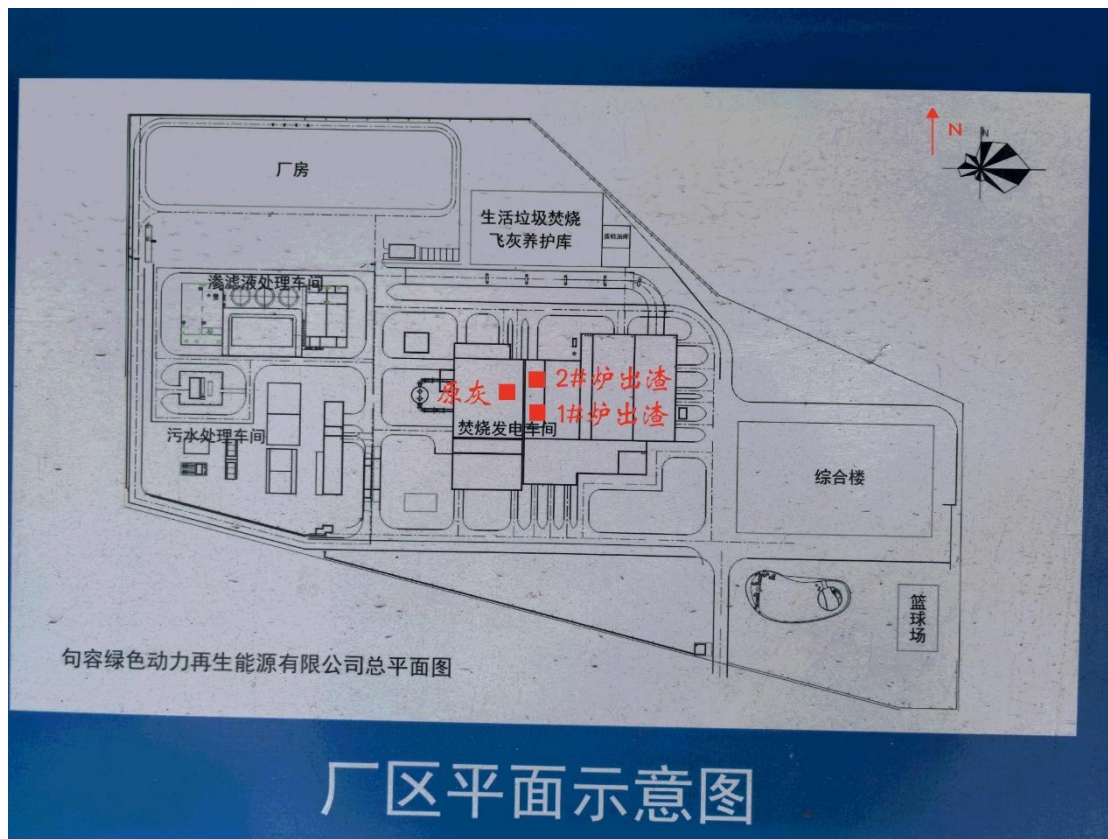 N
N
厂房
生活垃圾焚烧
飞灰养护库
渗滤液处理车间
2#炉出渣
原灰
1#炉出渣
焚烧发电车间
污水处理车间
综合楼
篮球场
句容绿色动力再生能源有限公司总平面图
厂区平面示意图